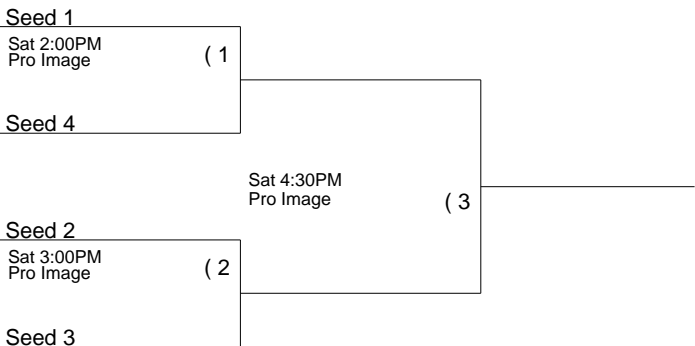 Seed 1
Sat 2:00PM
Pro Image
( 1
Seed 4
Sat 4:30PM
Pro Image
( 3
Seed 2
Sat 3:00PM
Pro Image
( 2
Seed 3